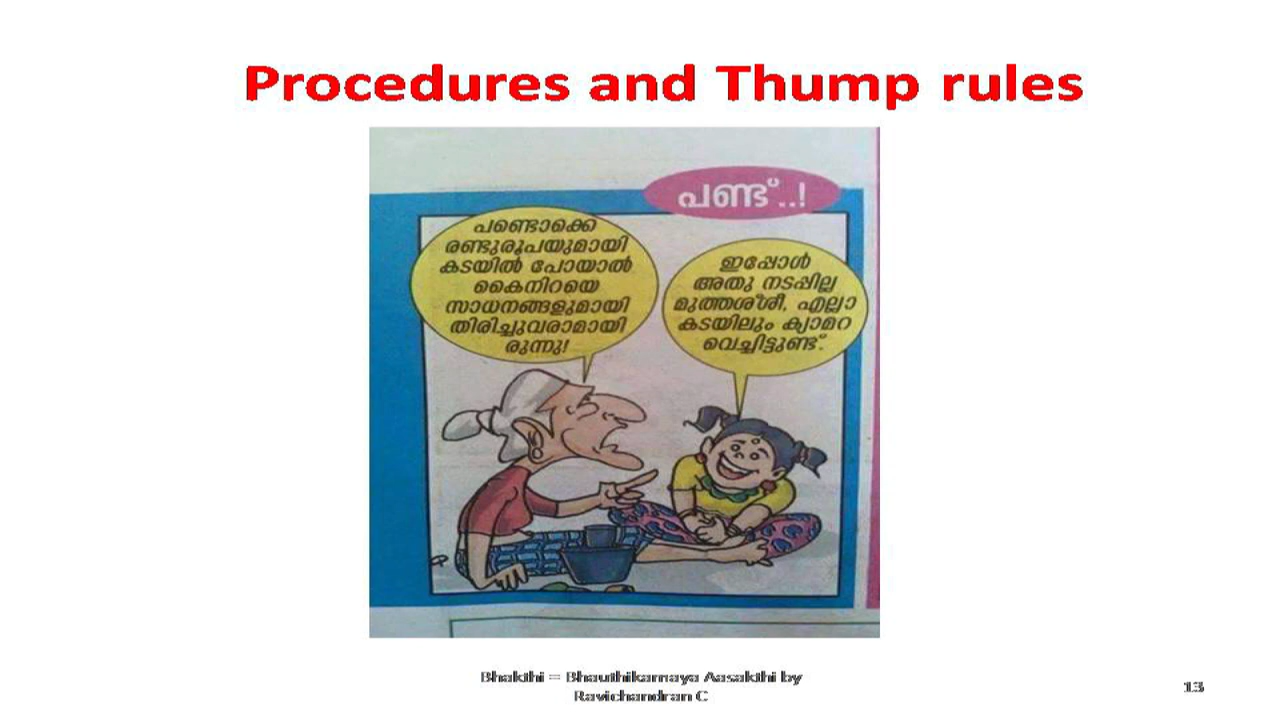 Procedures and Thump rules
പണ്ട്..!
പണ്ടൊക്കെ
രണ്ടുരൂപയുമായി
കടയിൽ പോയാൽ
കൈനിറയെ
സാധനങ്ങളുമായി
തിരിച്ചുവരാമായി
രുന്നു!
ഇപ്പോൾ
അതു നടപ്പില്ല
മുത്തശ്ശീ, എല്ലാ
കടയിലും ക്യാമറ
വെച്ചിട്ടുണ്ട്.
Bhakthi = Bhauthikamaya Aasakthi by
Ravichandran C
13